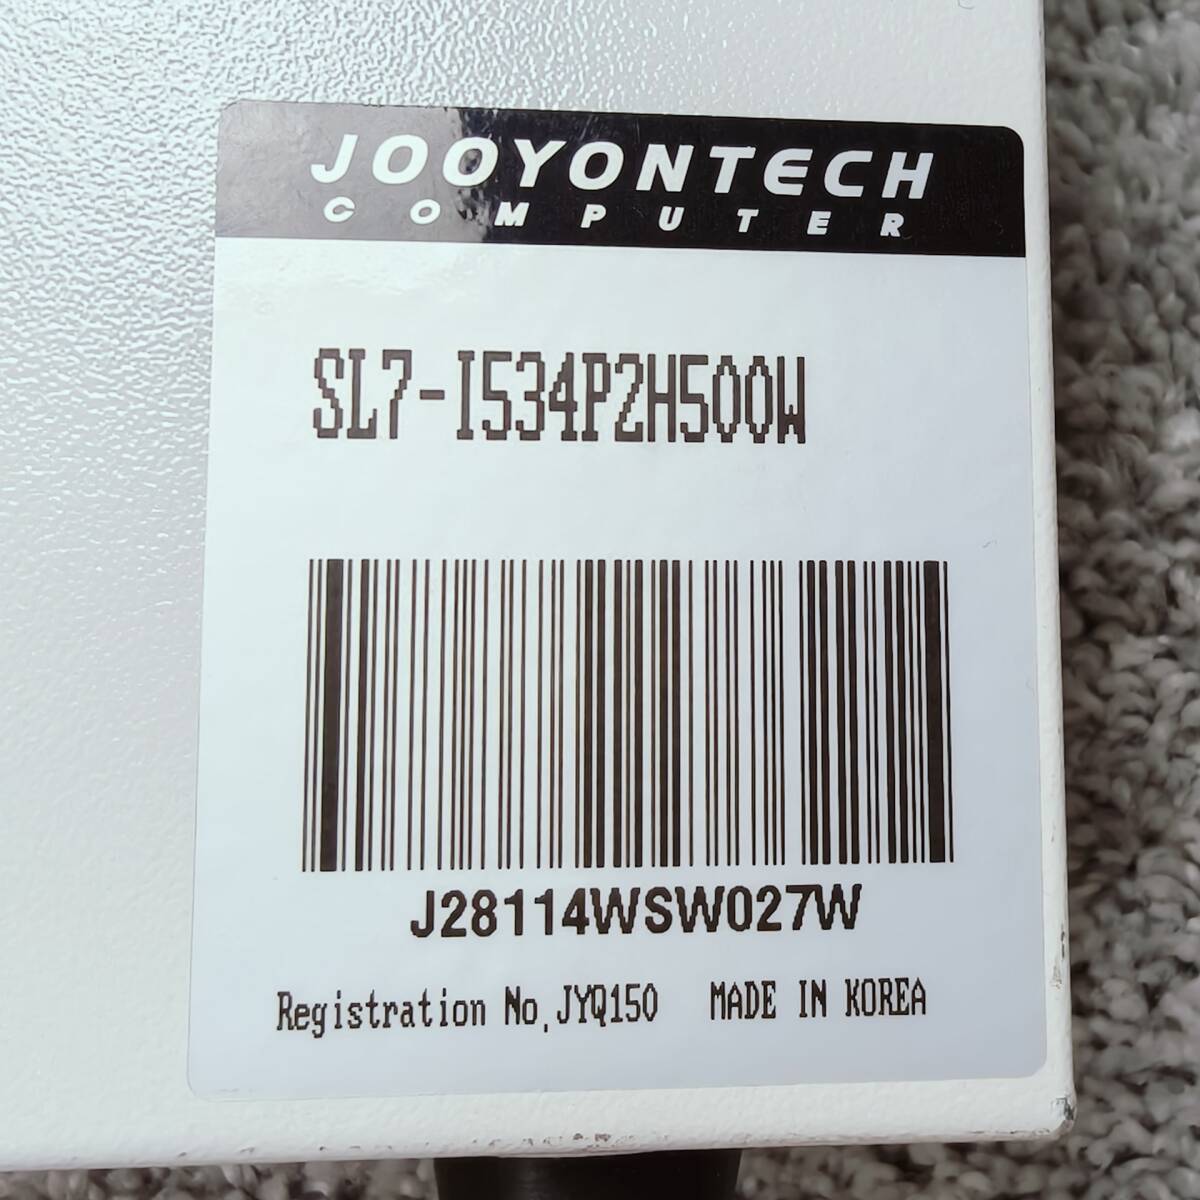 JOOYONTECH
COMPUTER
SL7-I534P2H500W
J28114WSW027W
Registration No. JYQ150 MADE IN KOREA